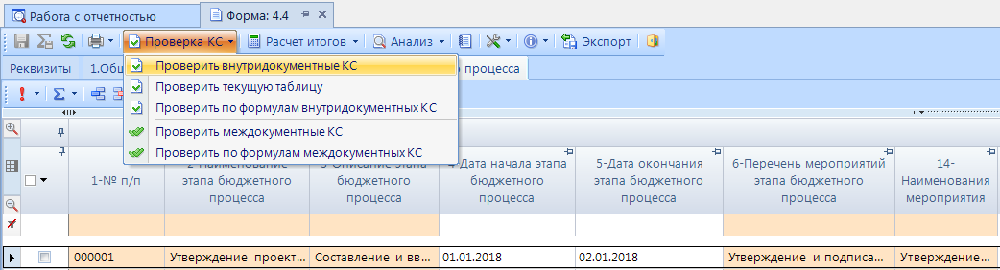 Работа с отчетностью
Форма: 4.4
Проверка КС
Расчет итогов
Анализ
Экспорт
Реквизиты
1.Общ
о процесса
Проверить внутридокументные КС
Проверить текущую таблицу
Проверить по формулам внутридокументных КС
Проверить междокументные КС
Проверить по формулам междокументных КС
1-№ п/п
2-Наименование
этапа бюджетного
процесса
3-Описание этапа
бюджетного
процесса
4-Дата начала этапа
бюджетного
процесса
5-Дата окончания
этапа бюджетного
процесса
6-Перечень мероприятий
этапа бюджетного
процесса
14-
Наименования
мероприятия
000001
Утверждение проект...
Составление и вв...
01.01.2018
02.01.2018
Утверждение и подписа...
Утверждение...